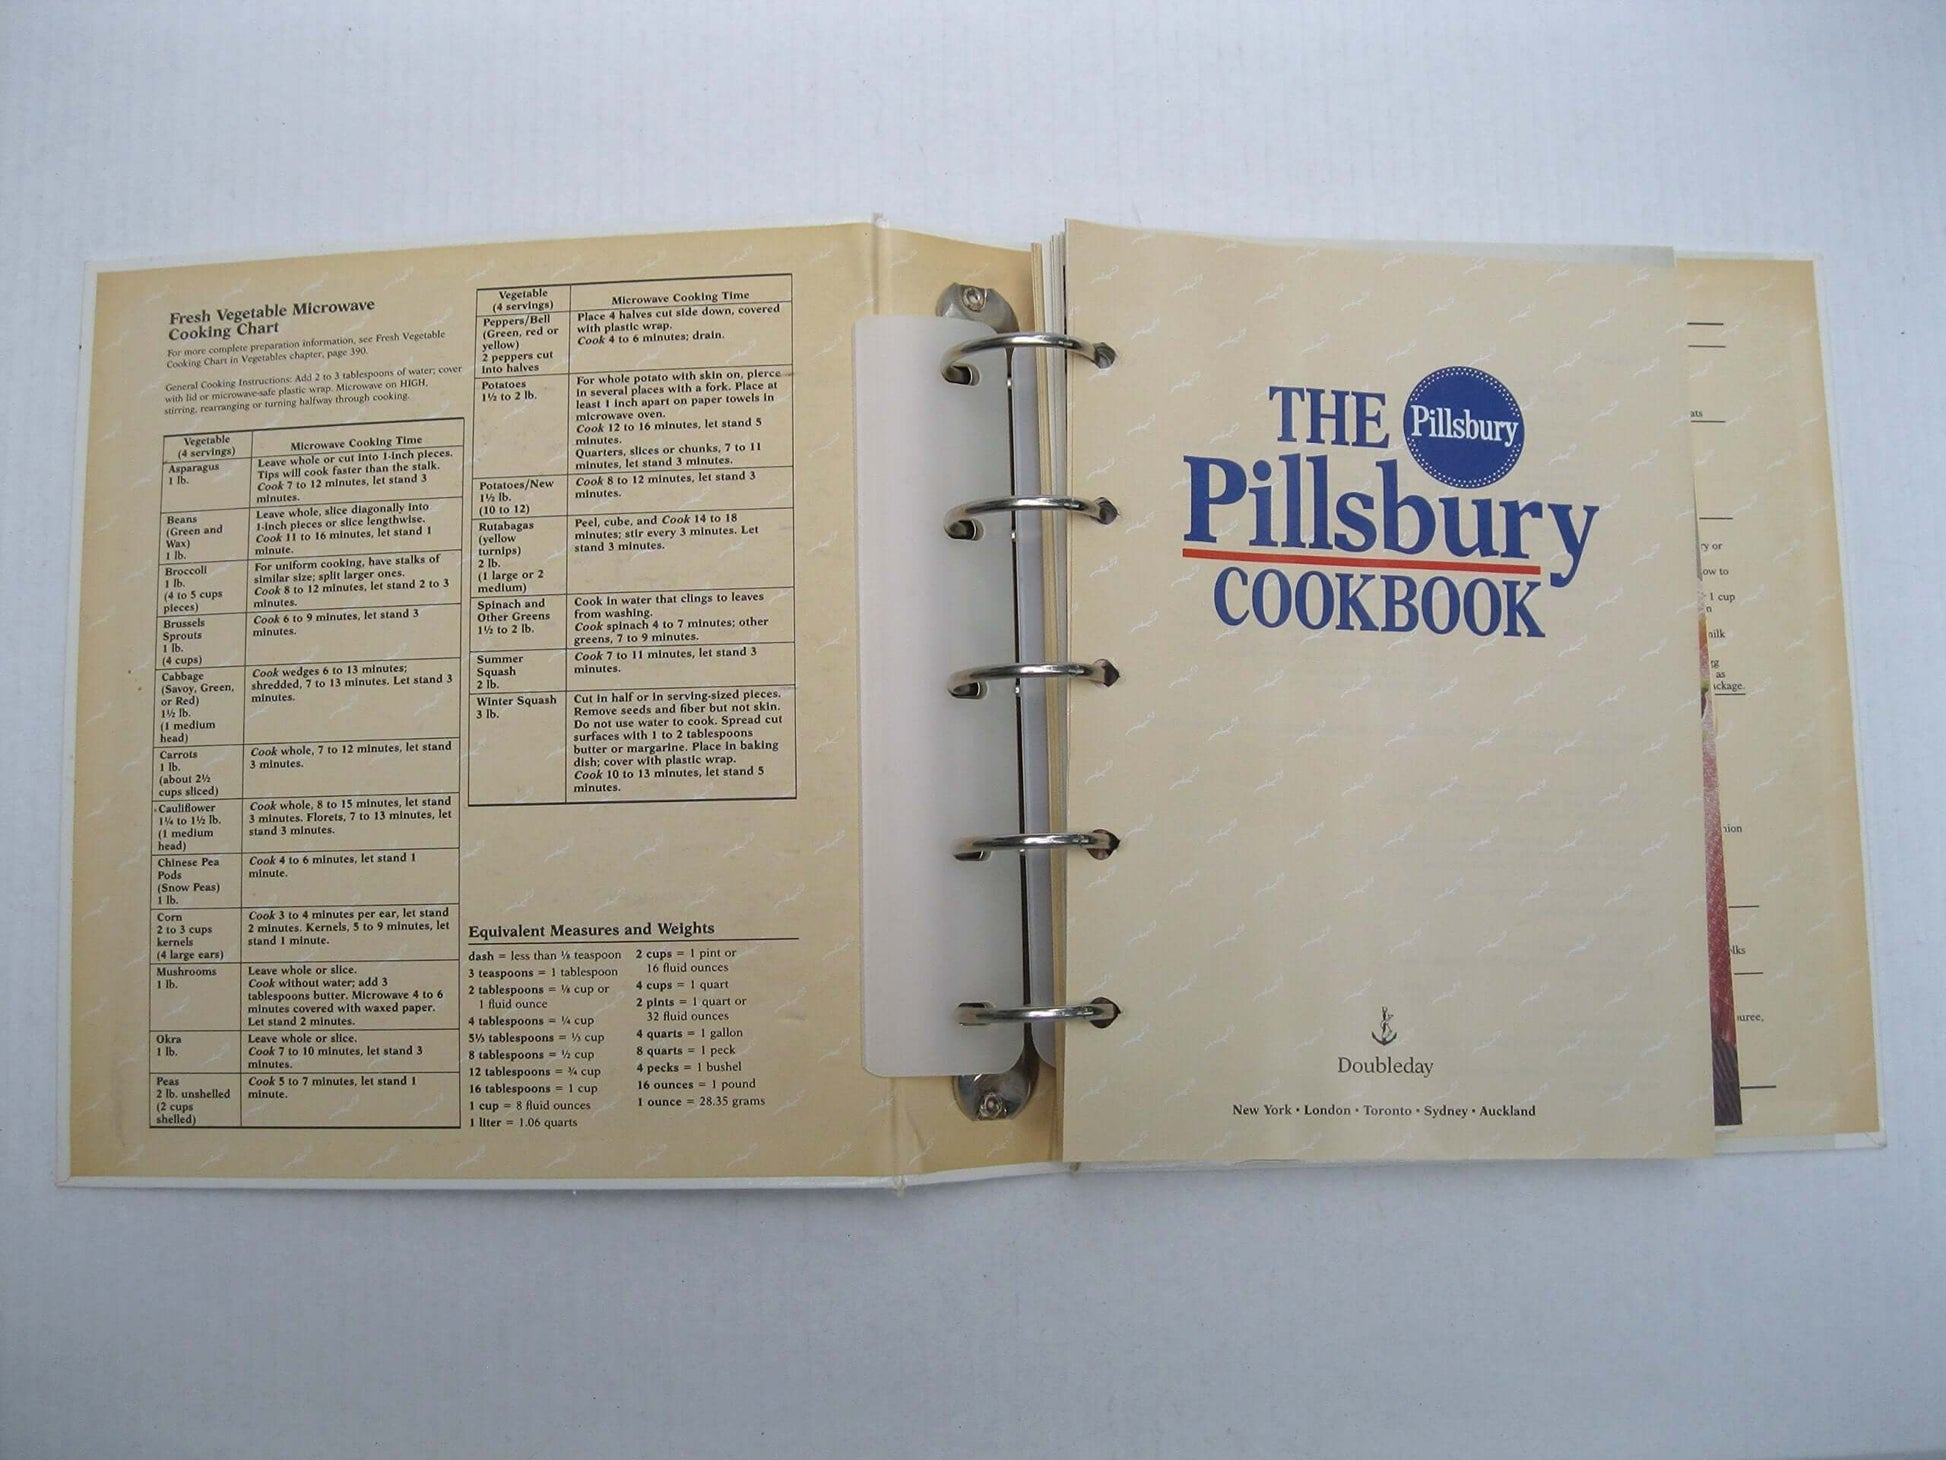 Fresh Vegetable Microwave
Cooking Chart
For more complete preparation information, see Fresh Vegetable
Cooking Chart in Vegetables chapter, page 390.
General Cooking Instructions: Add 2 to 3 tablespoons of water; cover
with lid or microwave-safe plastic wrap. Microwave on HIGH,
stirring, rearranging or turning halfway through cooking.
Vegetable
(4 servings)
Microwave Cooking Time
Asparagus
1 lb.
Leave whole or cut into 1-inch pieces.
Tips will cook faster than the stalk.
Cook 7 to 12 minutes, let stand 3
minutes.
Beans
(Green and
Wax)
1 lb.
Leave whole, slice diagonally into
1-inch pieces or slice lengthwise.
Cook 11 to 16 minutes, let stand 1
minute.
Broccoli
1 lb.
(4 to 5 cups
pieces)
For uniform cooking, have stalks of
similar size; split larger ones.
Cook 8 to 12 minutes, let stand 2 to 3
minutes.
Brussels
Sprouts
1 lb.
(4 cups)
Cook 6 to 9 minutes, let stand 3
minutes.
Cabbage
(Savoy, Green,
or Red)
1½ lb.
(1 medium
head)
Cook wedges 6 to 13 minutes;
shredded, 7 to 13 minutes. Let stand 3
minutes.
Carrots
1 lb.
(about 2½
cups sliced)
Cook whole, 7 to 12 minutes, let stand
3 minutes.
Cauliflower
1¼ to 1½ lb.
(1 medium
head)
Cook whole, 8 to 15 minutes, let stand
3 minutes. Florets, 7 to 13 minutes, let
stand 3 minutes.
Chinese Pea
Pods
(Snow Peas)
1 lb.
Cook 4 to 6 minutes, let stand 1
minute.
Corn
2 to 3 cups
kernels
(4 large ears)
Cook 3 to 4 minutes per ear, let stand
2 minutes. Kernels, 5 to 9 minutes, let
stand 1 minute.
Mushrooms
1 lb.
Leave whole or slice.
Cook without water; add 3
tablespoons butter. Microwave 4 to 6
minutes covered with waxed paper.
Let stand 2 minutes.
Okra
1 lb.
Leave whole or slice.
Cook 7 to 10 minutes, let stand 3
minutes.
Peas
2 lb. unshelled
(2 cups
shelled)
Cook 5 to 7 minutes, let stand 1
minute.
Vegetable
(4 servings)
Microwave Cooking Time
Peppers/Bell
(Green, red or
yellow)
2 peppers cut
into halves
Place 4 halves cut side down, covered
with plastic wrap.
Cook 4 to 6 minutes; drain.
Potatoes
1½ to 2 lb.
For whole potato with skin on, pierce
in several places with a fork. Place at
least 1 inch apart on paper towels in
microwave oven.
Cook 12 to 16 minutes, let stand 5
minutes.
Quarters, slices or chunks, 7 to 11
minutes, let stand 3 minutes.
Potatoes/New
1½ lb.
(10 to 12)
Cook 8 to 12 minutes, let stand 3
minutes.
Rutabagas
(yellow
turnips)
2 lb.
(1 large or 2
medium)
Peel, cube, and Cook 14 to 18
minutes; stir every 3 minutes. Let
stand 3 minutes.
Spinach and
Other Greens
1½ to 2 lb.
Cook in water that clings to leaves
from washing.
Cook spinach 4 to 7 minutes; other
greens, 7 to 9 minutes.
Summer
Squash
2 lb.
Cook 7 to 11 minutes, let stand 3
minutes.
Winter Squash
3 lb.
Cut in half or in serving-sized pieces.
Remove seeds and fiber but not skin.
Do not use water to cook. Spread cut
surfaces with 1 to 2 tablespoons
butter or margarine. Place in baking
dish; cover with plastic wrap.
Cook 10 to 13 minutes, let stand 5
minutes.
Equivalent Measures and Weights
dash = less than ⅛ teaspoon
3 teaspoons = 1 tablespoon
2 tablespoons = ⅛ cup or
1 fluid ounce
4 tablespoons = ¼ cup
5⅓ tablespoons = ⅓ cup
8 tablespoons = ½ cup
12 tablespoons = ¾ cup
16 tablespoons = 1 cup
1 cup = 8 fluid ounces
1 liter = 1.06 quarts
2 cups = 1 pint or
16 fluid ounces
4 cups = 1 quart
2 pints = 1 quart or
32 fluid ounces
4 quarts = 1 gallon
8 quarts = 1 peck
4 pecks = 1 bushel
16 ounces = 1 pound
1 ounce = 28.35 grams
THE Pillsbury
Pillsbury
COOKBOOK
Doubleday
New York • London • Toronto • Sydney • Auckland
or
to
1 cup
as